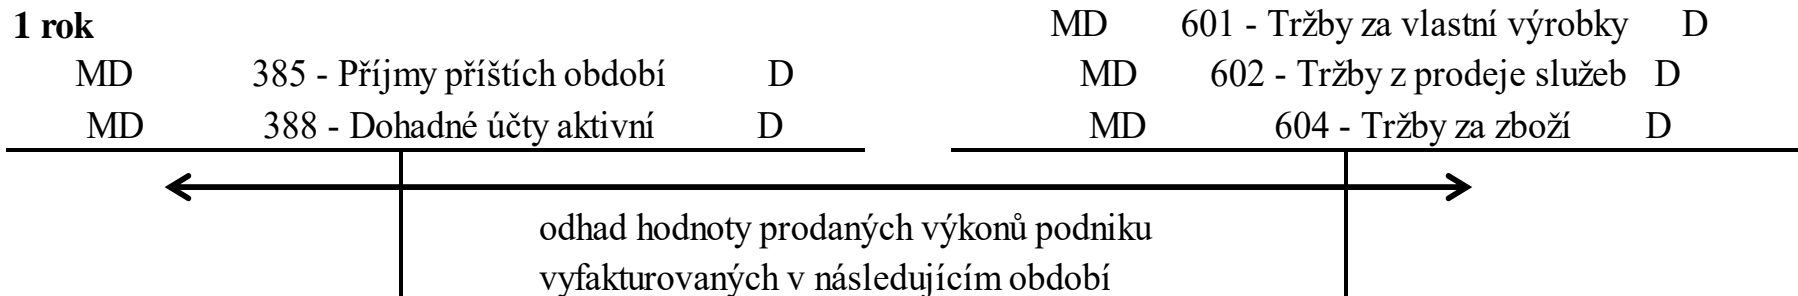 1 rok
MD 601 - Tržby za vlastní výrobky D
MD 385 - Příjmy příštích období D
MD 602 - Tržby z prodeje služeb D
MD 388 - Dohadné účty aktivní D
MD 604 - Tržby za zboží D
odhad hodnoty prodaných výkonů podniku
vyfakturovaných v následujícím období